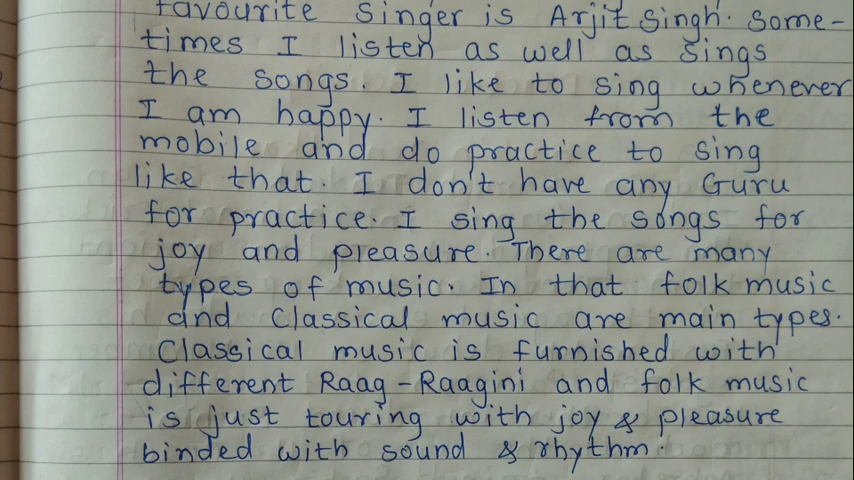 favourite singer is Arjit Singh. Some-
times I listen as well as sings
the songs. I like to sing whenever
I am happy. I listen from the
mobile and do practice to sing
like that. I don't have any Guru
for practice. I sing the songs for
joy and pleasure. There are many
types of music. In that folk music
and Classical music are main types.
Classical music is furnished with
different Raag-Raagini and folk music
is just touring with joy & pleasure
binded with sound & rhythm.